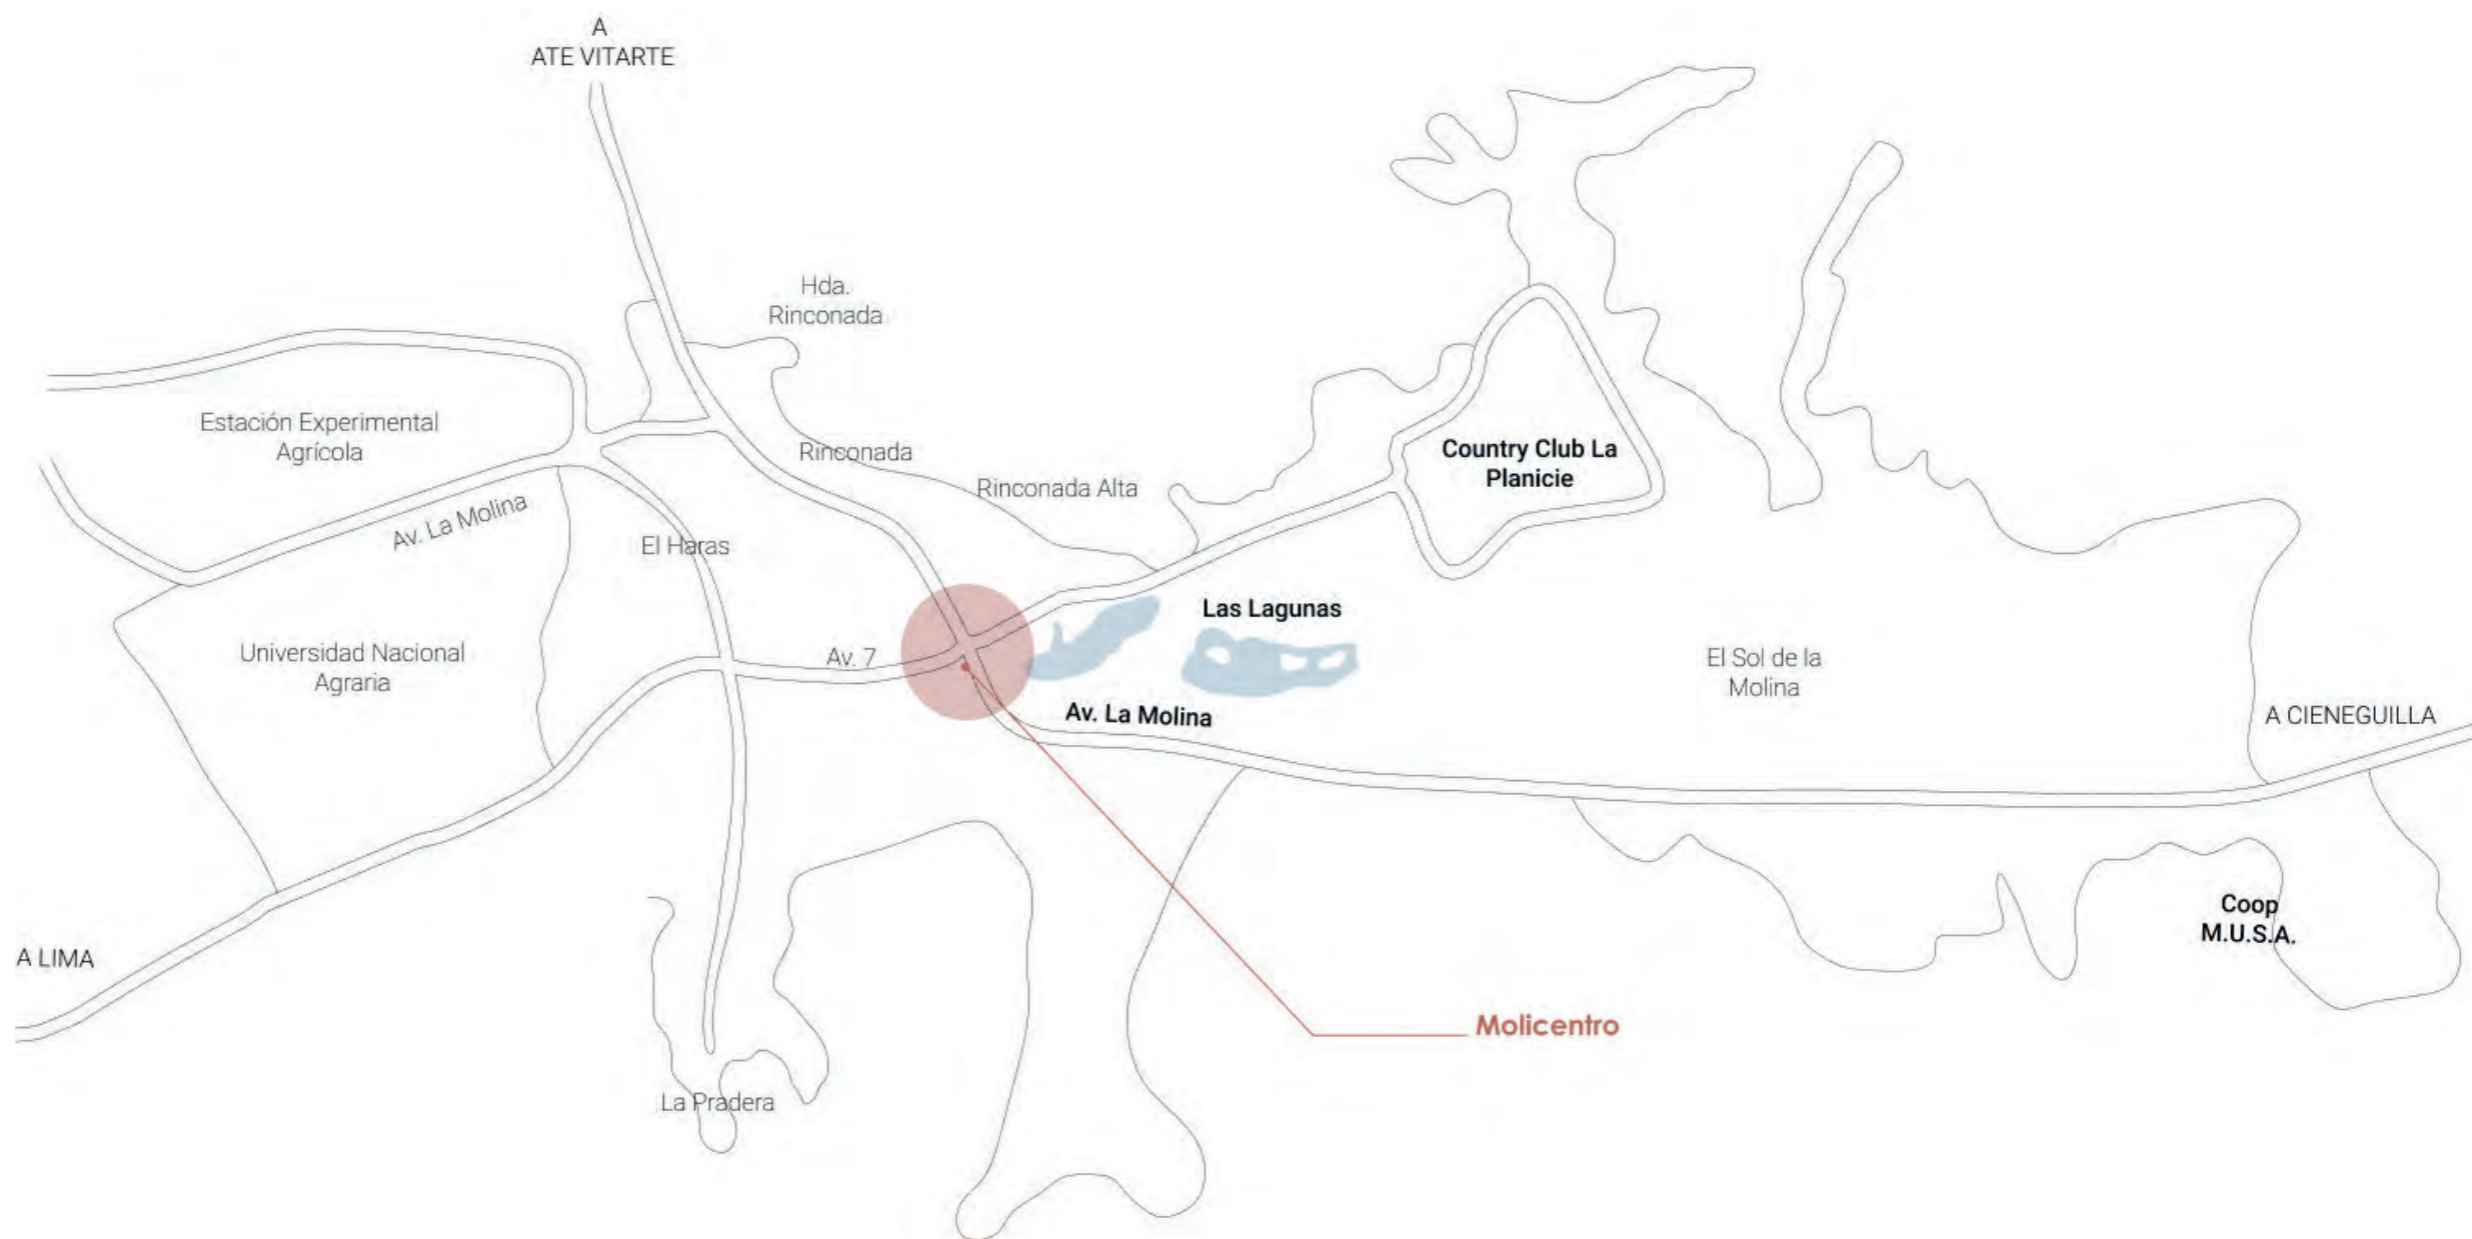 A
ATE VITARTE
Hda.
Rinconada
Estación Experimental
Agrícola
Rinconada
Country Club La
Planicie
Rinconada Alta
Av. La Molina
El Haras
Las Lagunas
Universidad Nacional
Agraria
Av. 7
El Sol de la
Molina
Av. La Molina
A CIENEGUILLA
Coop
M.U.S.A.
A LIMA
Molicentro
La Pradera